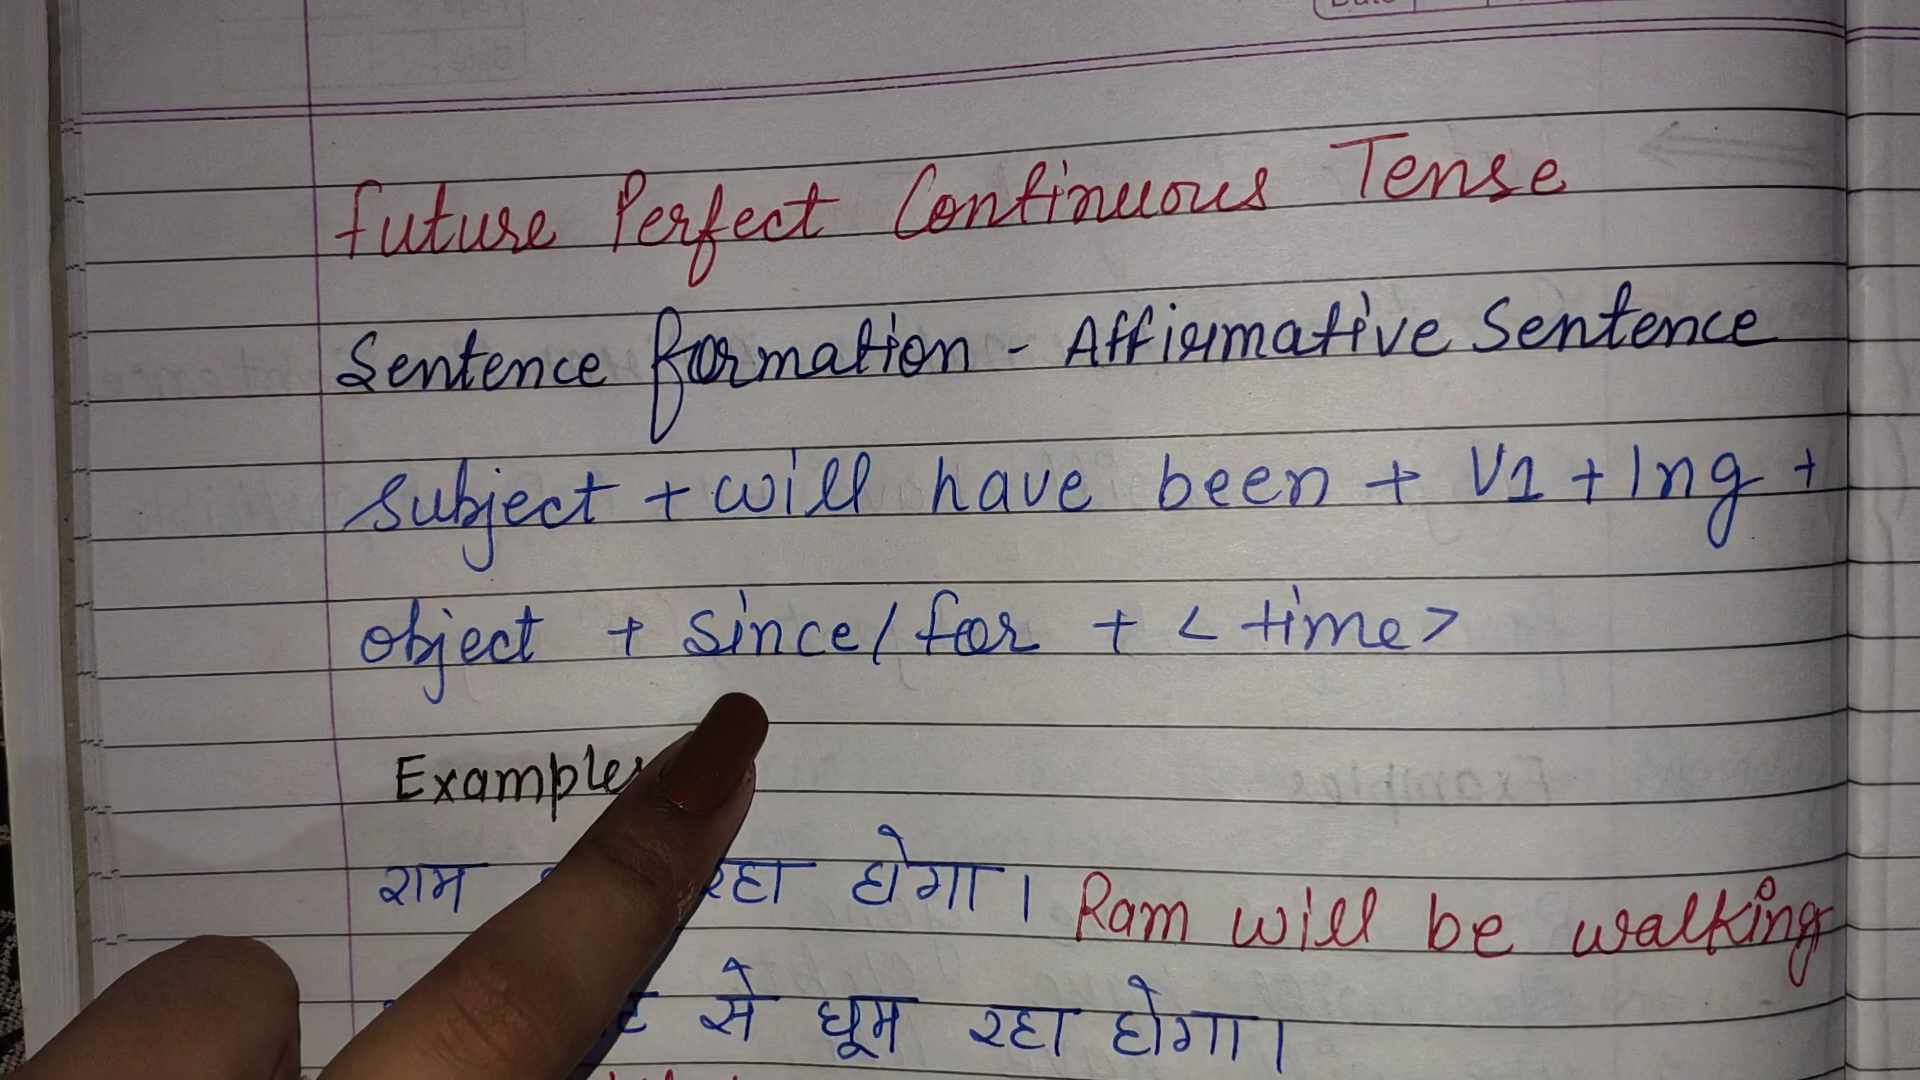 Future Perfect Continuous Tense
Sentence formation - Affirmative Sentence
Subject + will have been + V1 + Ing +
object + since/for + < time >
Examples
राम रहा होगा। Ram will be walking
से घूम रहा होगा।